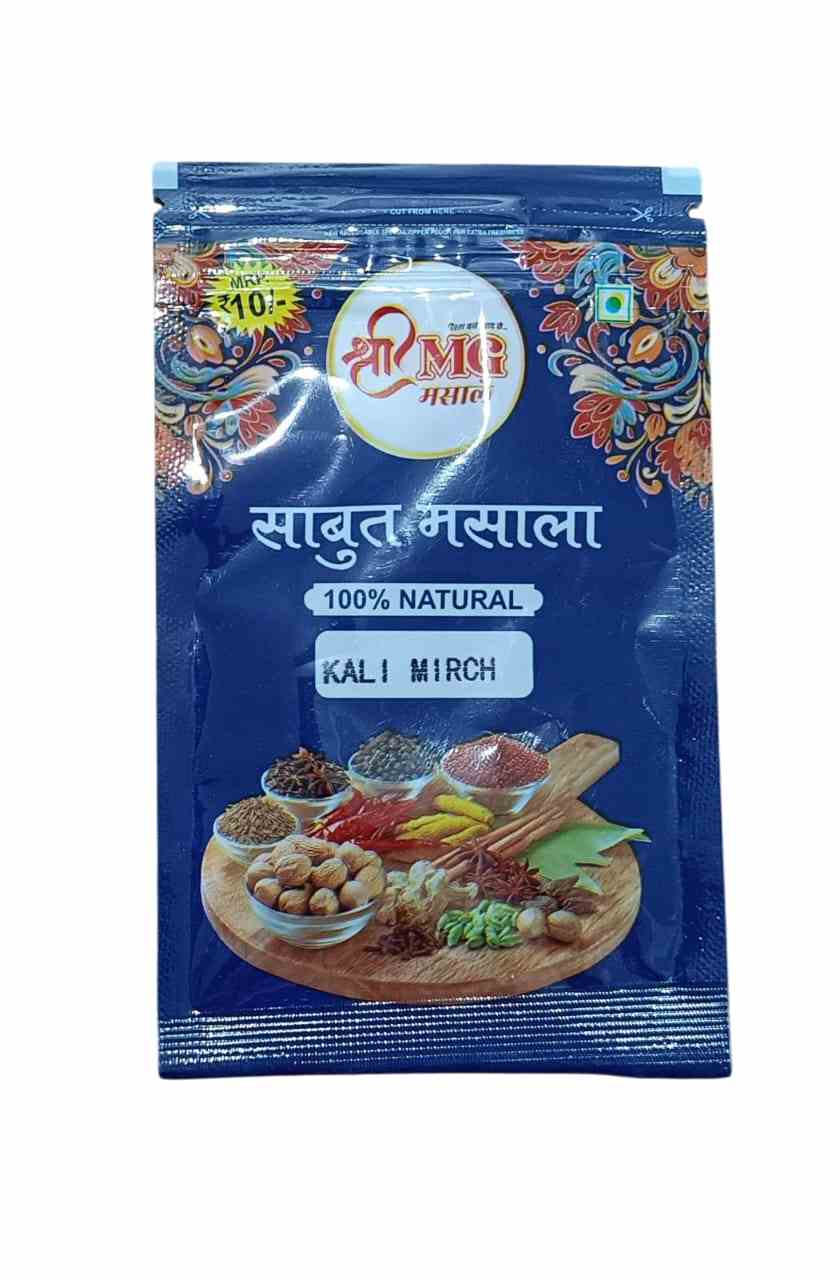 CUT FROM HERE
MRP.
₹10/-
श्री MG
मसाले
साबुत मसाला
100% NATURAL
KALI MIRCH